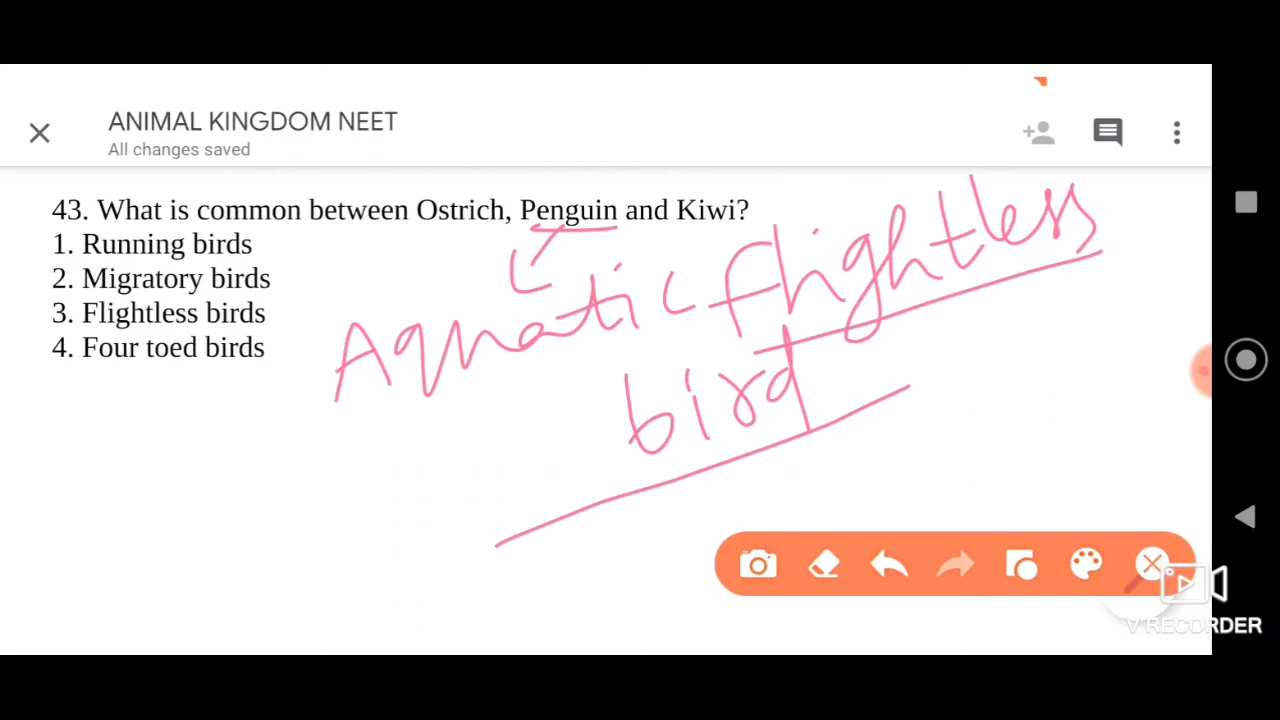 ANIMAL KINGDOM NEET
All changes saved
43. What is common between Ostrich, Penguin and Kiwi?
1. Running birds
2. Migratory birds
3. Flightless birds
4. Four toed birds
Aquatic flightless
bird
V RECORDER